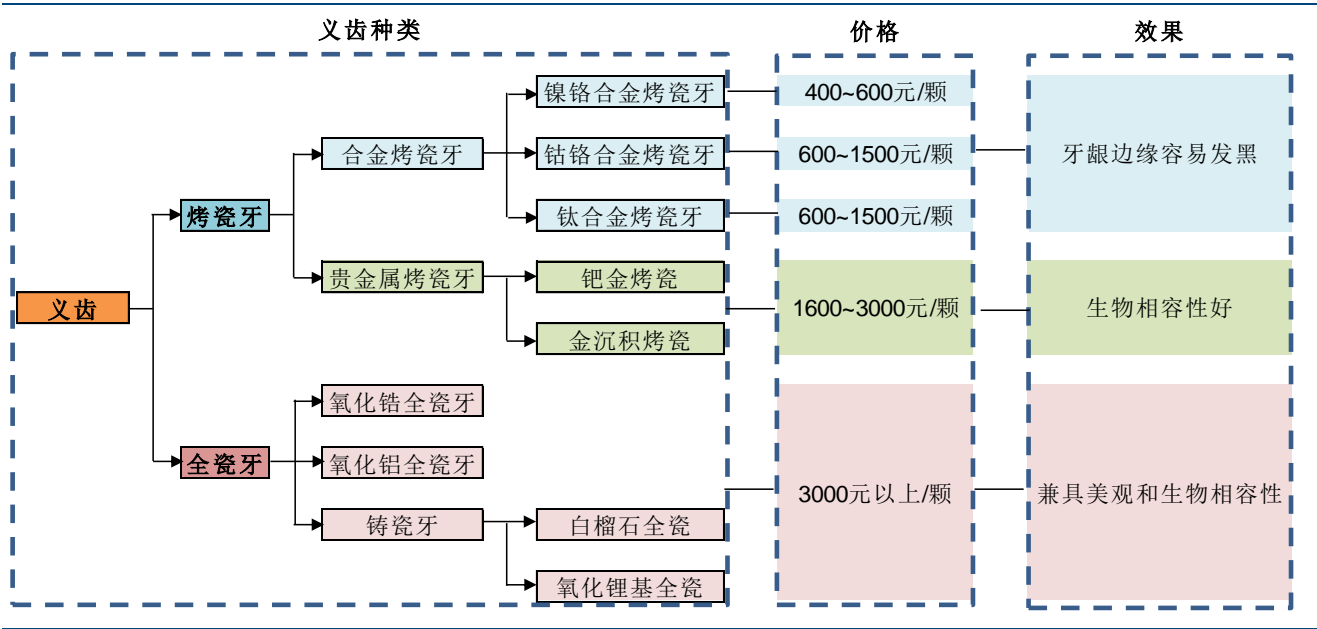 义齿种类
价格
效果
镍铬合金烤瓷牙
400~600元/颗
合金烤瓷牙
钴铬合金烤瓷牙
600~1500元/颗
牙龈边缘容易发黑
烤瓷牙
钛合金烤瓷牙
600~1500元/颗
贵金属烤瓷牙
钯金烤瓷
义齿
1600~3000元/颗
生物相容性好
金沉积烤瓷
氧化锆全瓷牙
全瓷牙
氧化铝全瓷牙
3000元以上/颗
兼具美观和生物相容性
铸瓷牙
白榴石全瓷
氧化锂基全瓷